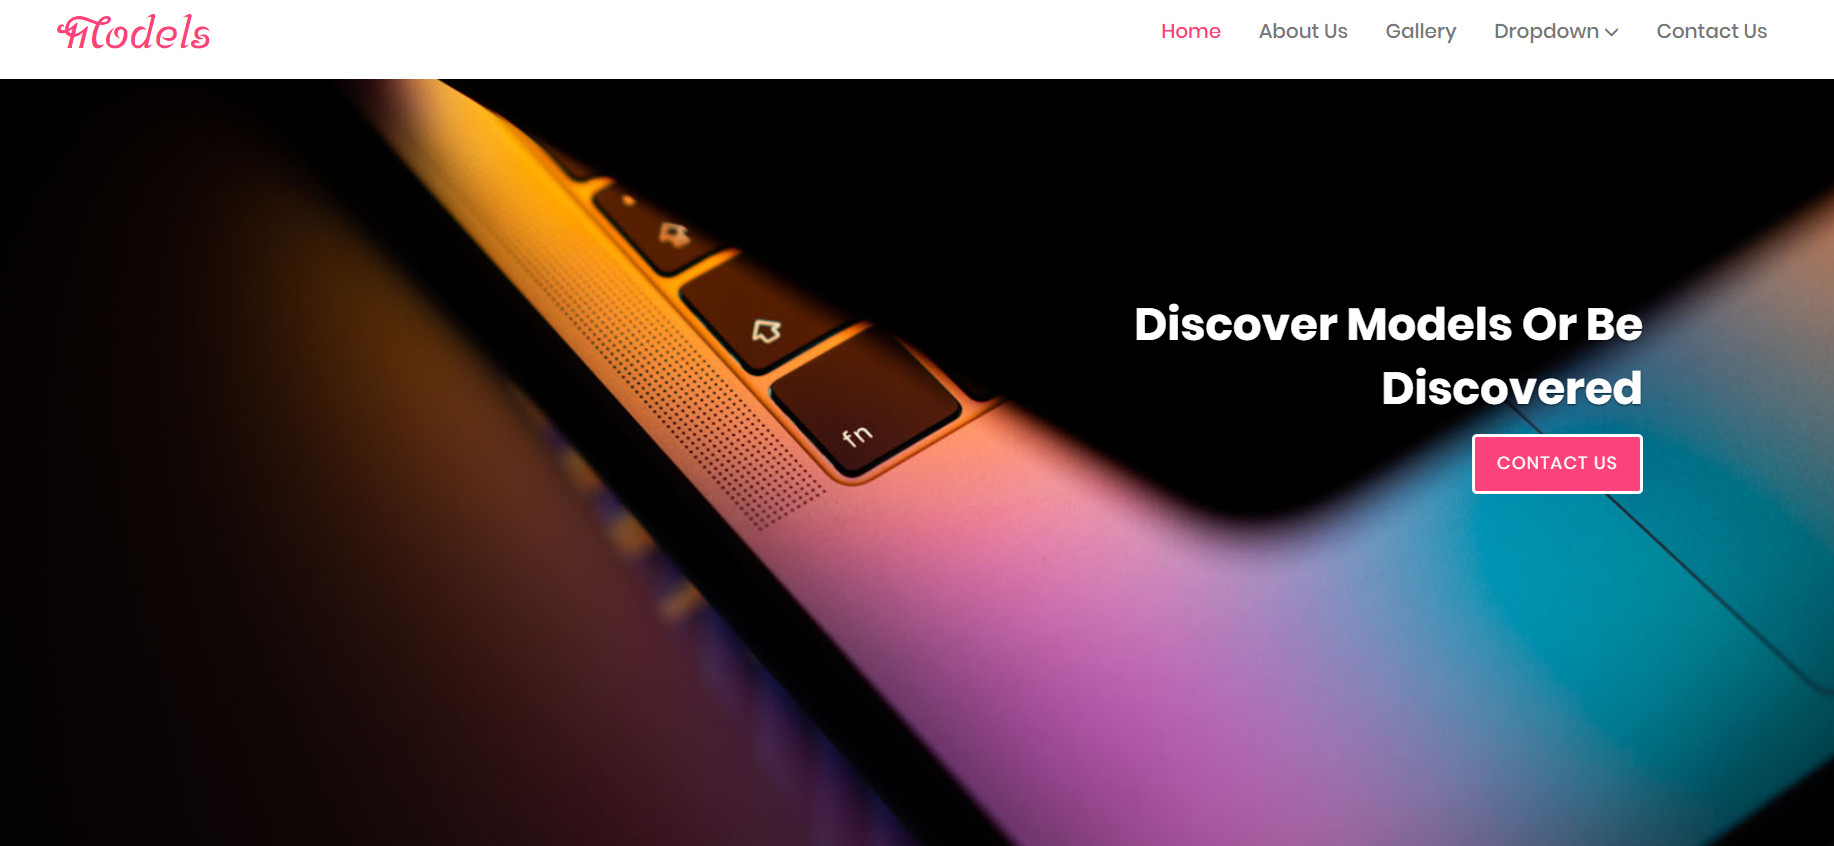 Models
Home About Us Gallery Dropdown Contact Us
fn
Discover Models Or Be
Discovered
CONTACT US